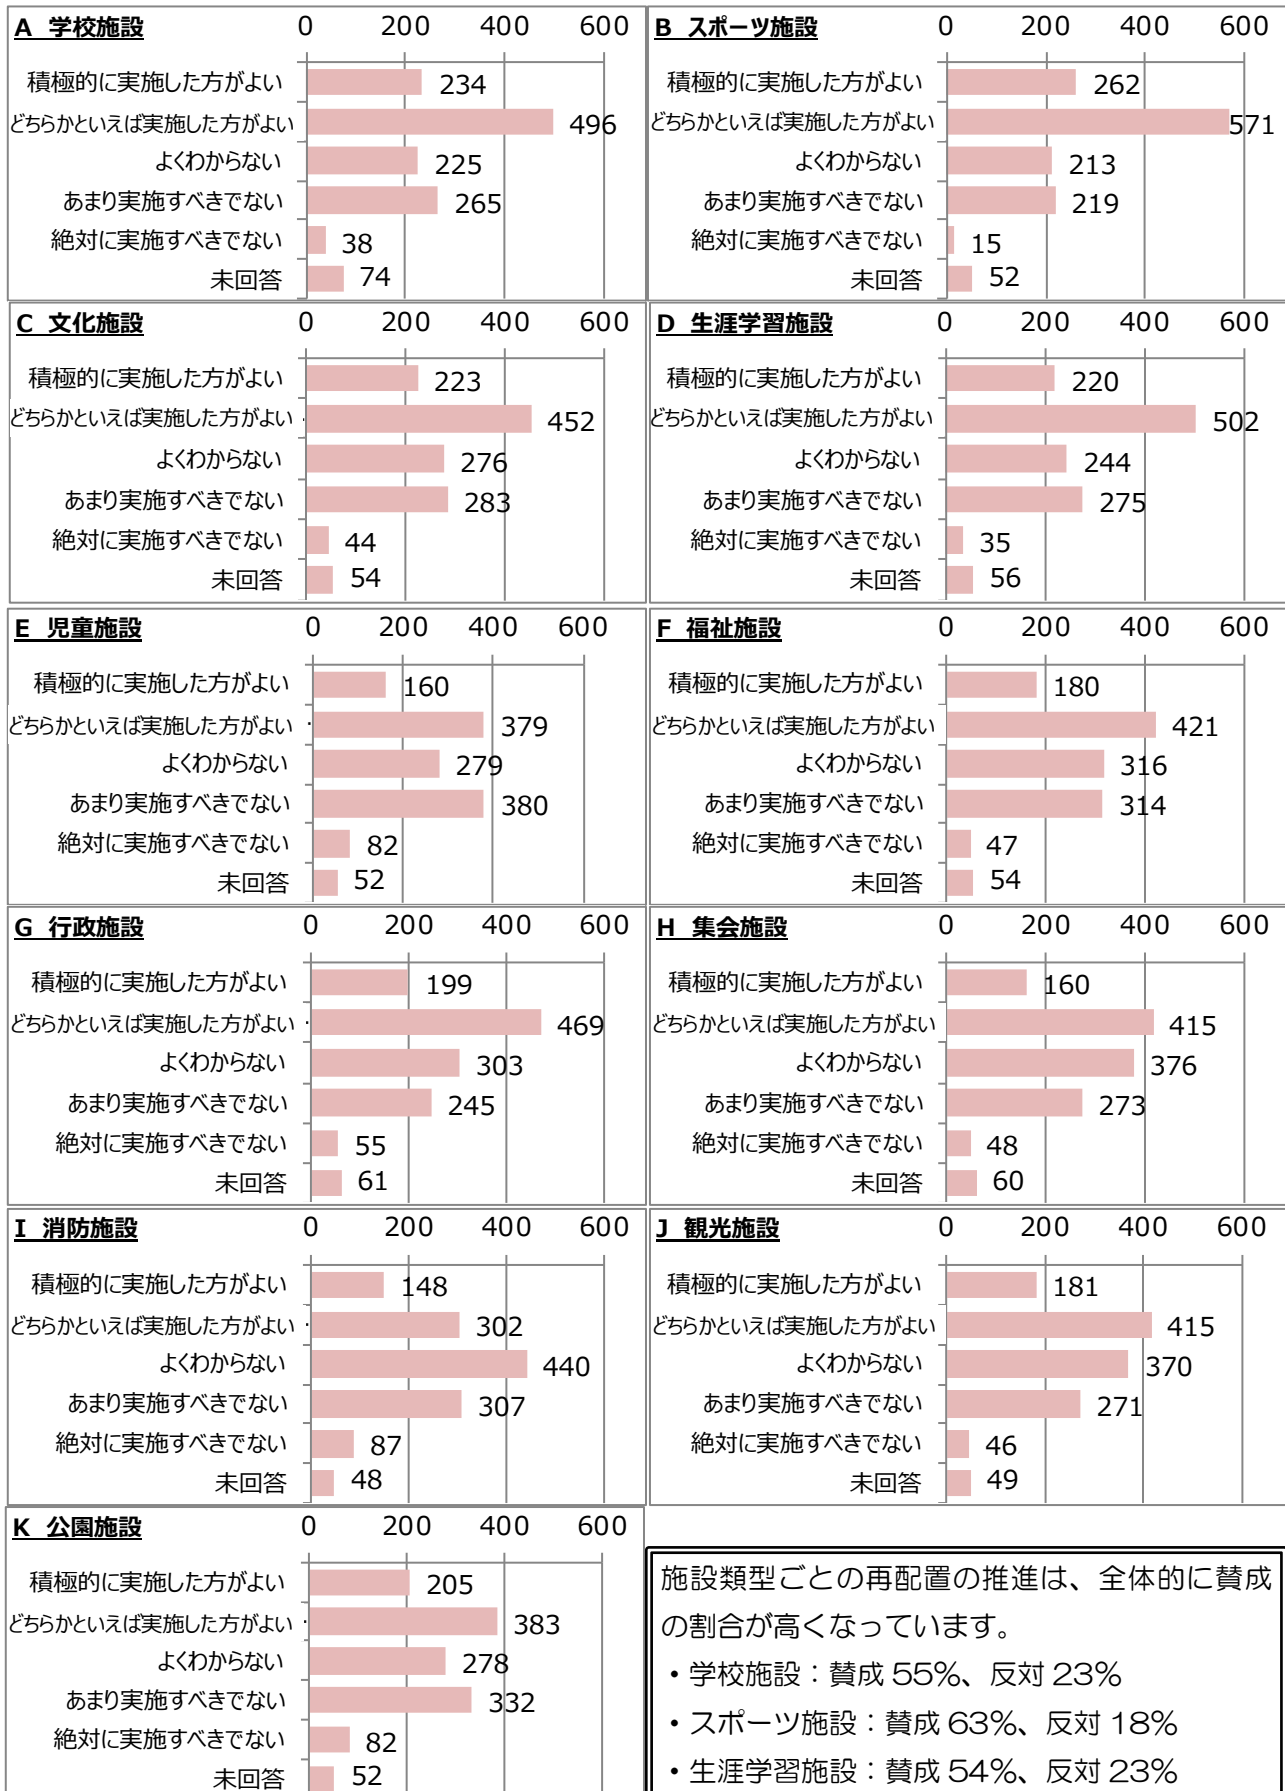 A 学校施設
0 200 400 600
積極的に実施した方がよい 234
どちらかといえば実施した方がよい 496
よくわからない 225
あまり実施すべきでない 265
絶対に実施すべきでない 38
未回答 74
B スポーツ施設
0 200 400 600
積極的に実施した方がよい 262
どちらかといえば実施した方がよい 571
よくわからない 213
あまり実施すべきでない 219
絶対に実施すべきでない 15
未回答 52
C 文化施設
0 200 400 600
積極的に実施した方がよい 223
どちらかといえば実施した方がよい 452
よくわからない 276
あまり実施すべきでない 283
絶対に実施すべきでない 44
未回答 54
D 生涯学習施設
0 200 400 600
積極的に実施した方がよい 220
どちらかといえば実施した方がよい 502
よくわからない 244
あまり実施すべきでない 275
絶対に実施すべきでない 35
未回答 56
E 児童施設
0 200 400 600
積極的に実施した方がよい 160
どちらかといえば実施した方がよい 379
よくわからない 279
あまり実施すべきでない 380
絶対に実施すべきでない 82
未回答 52
F 福祉施設
0 200 400 600
積極的に実施した方がよい 180
どちらかといえば実施した方がよい 421
よくわからない 316
あまり実施すべきでない 314
絶対に実施すべきでない 47
未回答 54
G 行政施設
0 200 400 600
積極的に実施した方がよい 199
どちらかといえば実施した方がよい 469
よくわからない 303
あまり実施すべきでない 245
絶対に実施すべきでない 55
未回答 61
H 集会施設
0 200 400 600
積極的に実施した方がよい 160
どちらかといえば実施した方がよい 415
よくわからない 376
あまり実施すべきでない 273
絶対に実施すべきでない 48
未回答 60
I 消防施設
0 200 400 600
積極的に実施した方がよい 148
どちらかといえば実施した方がよい 302
よくわからない 440
あまり実施すべきでない 307
絶対に実施すべきでない 87
未回答 48
J 観光施設
0 200 400 600
積極的に実施した方がよい 181
どちらかといえば実施した方がよい 415
よくわからない 370
あまり実施すべきでない 271
絶対に実施すべきでない 46
未回答 49
K 公園施設
0 200 400 600
積極的に実施した方がよい 205
どちらかといえば実施した方がよい 383
よくわからない 278
あまり実施すべきでない 332
絶対に実施すべきでない 82
未回答 52
施設類型ごとの再配置の推進は、全体的に賛成
の割合が高くなっています。
・学校施設：賛成 55%、反対 23%
・スポーツ施設：賛成 63%、反対 18%
・生涯学習施設：賛成 54%、反対 23%